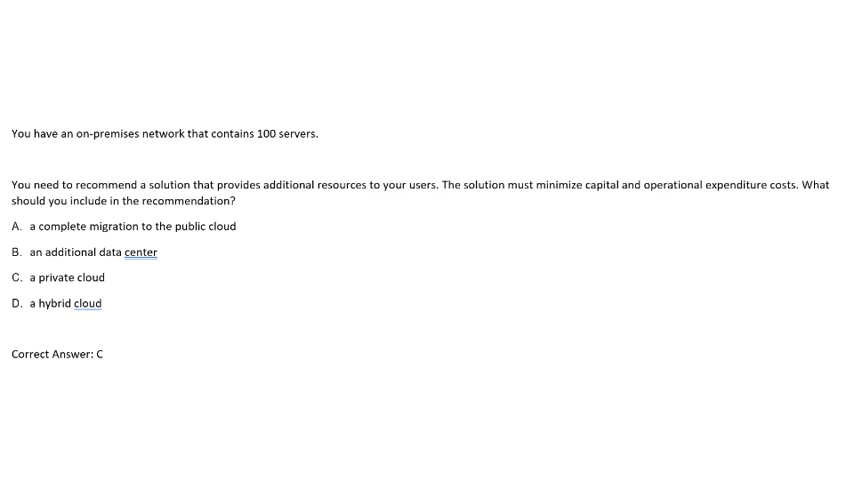 You have an on-premises network that contains 100 servers.
You need to recommend a solution that provides additional resources to your users. The solution must minimize capital and operational expenditure costs. What
should you include in the recommendation?
A. a complete migration to the public cloud
B. an additional data center
C. a private cloud
D. a hybrid cloud
Correct Answer: C